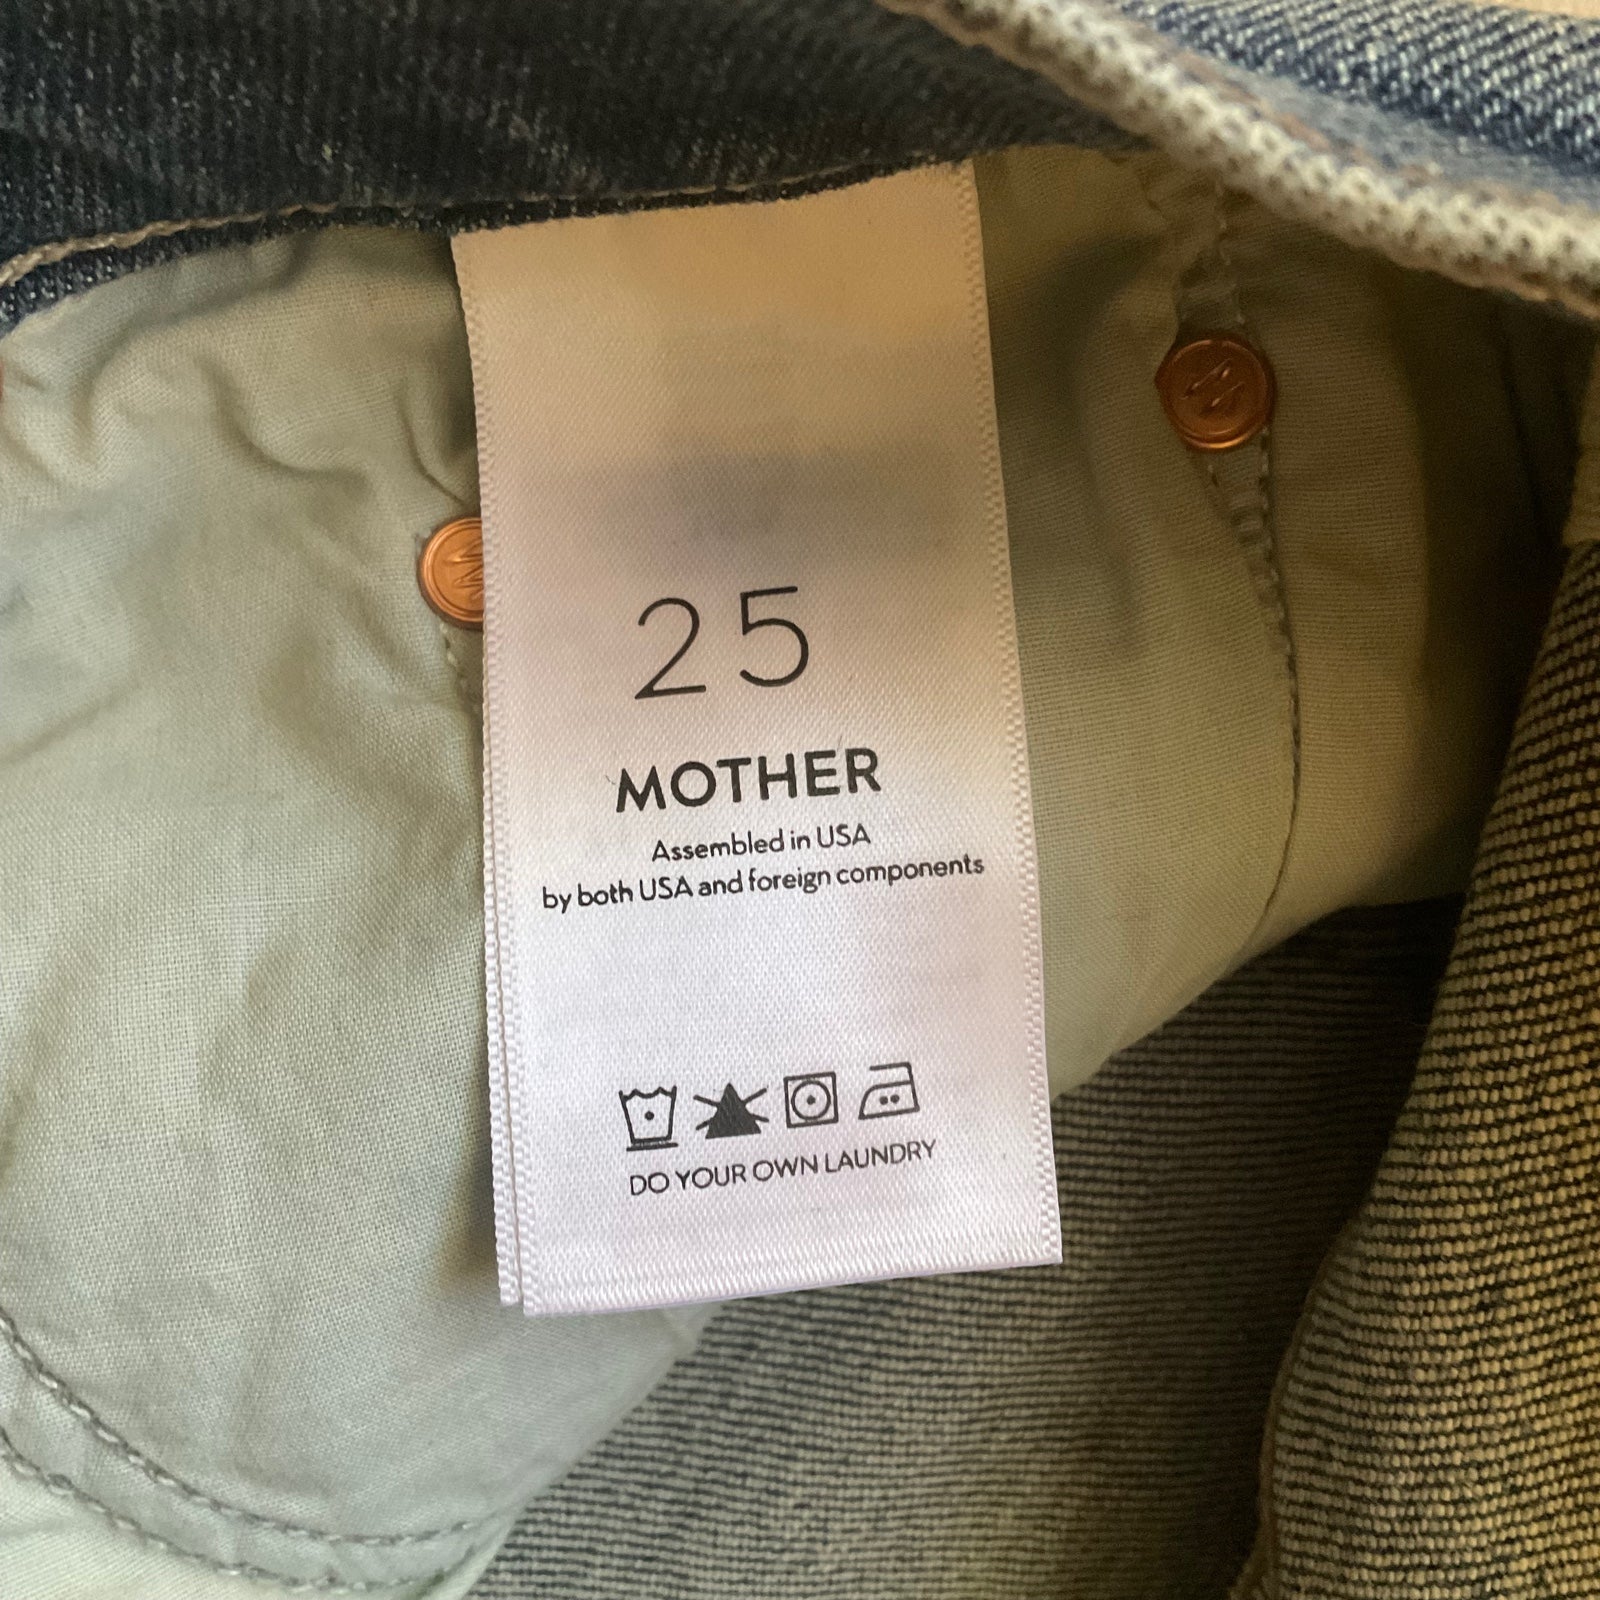 25
MOTHER
Assembled in USA
by both USA and foreign components
DO YOUR OWN LAUNDRY